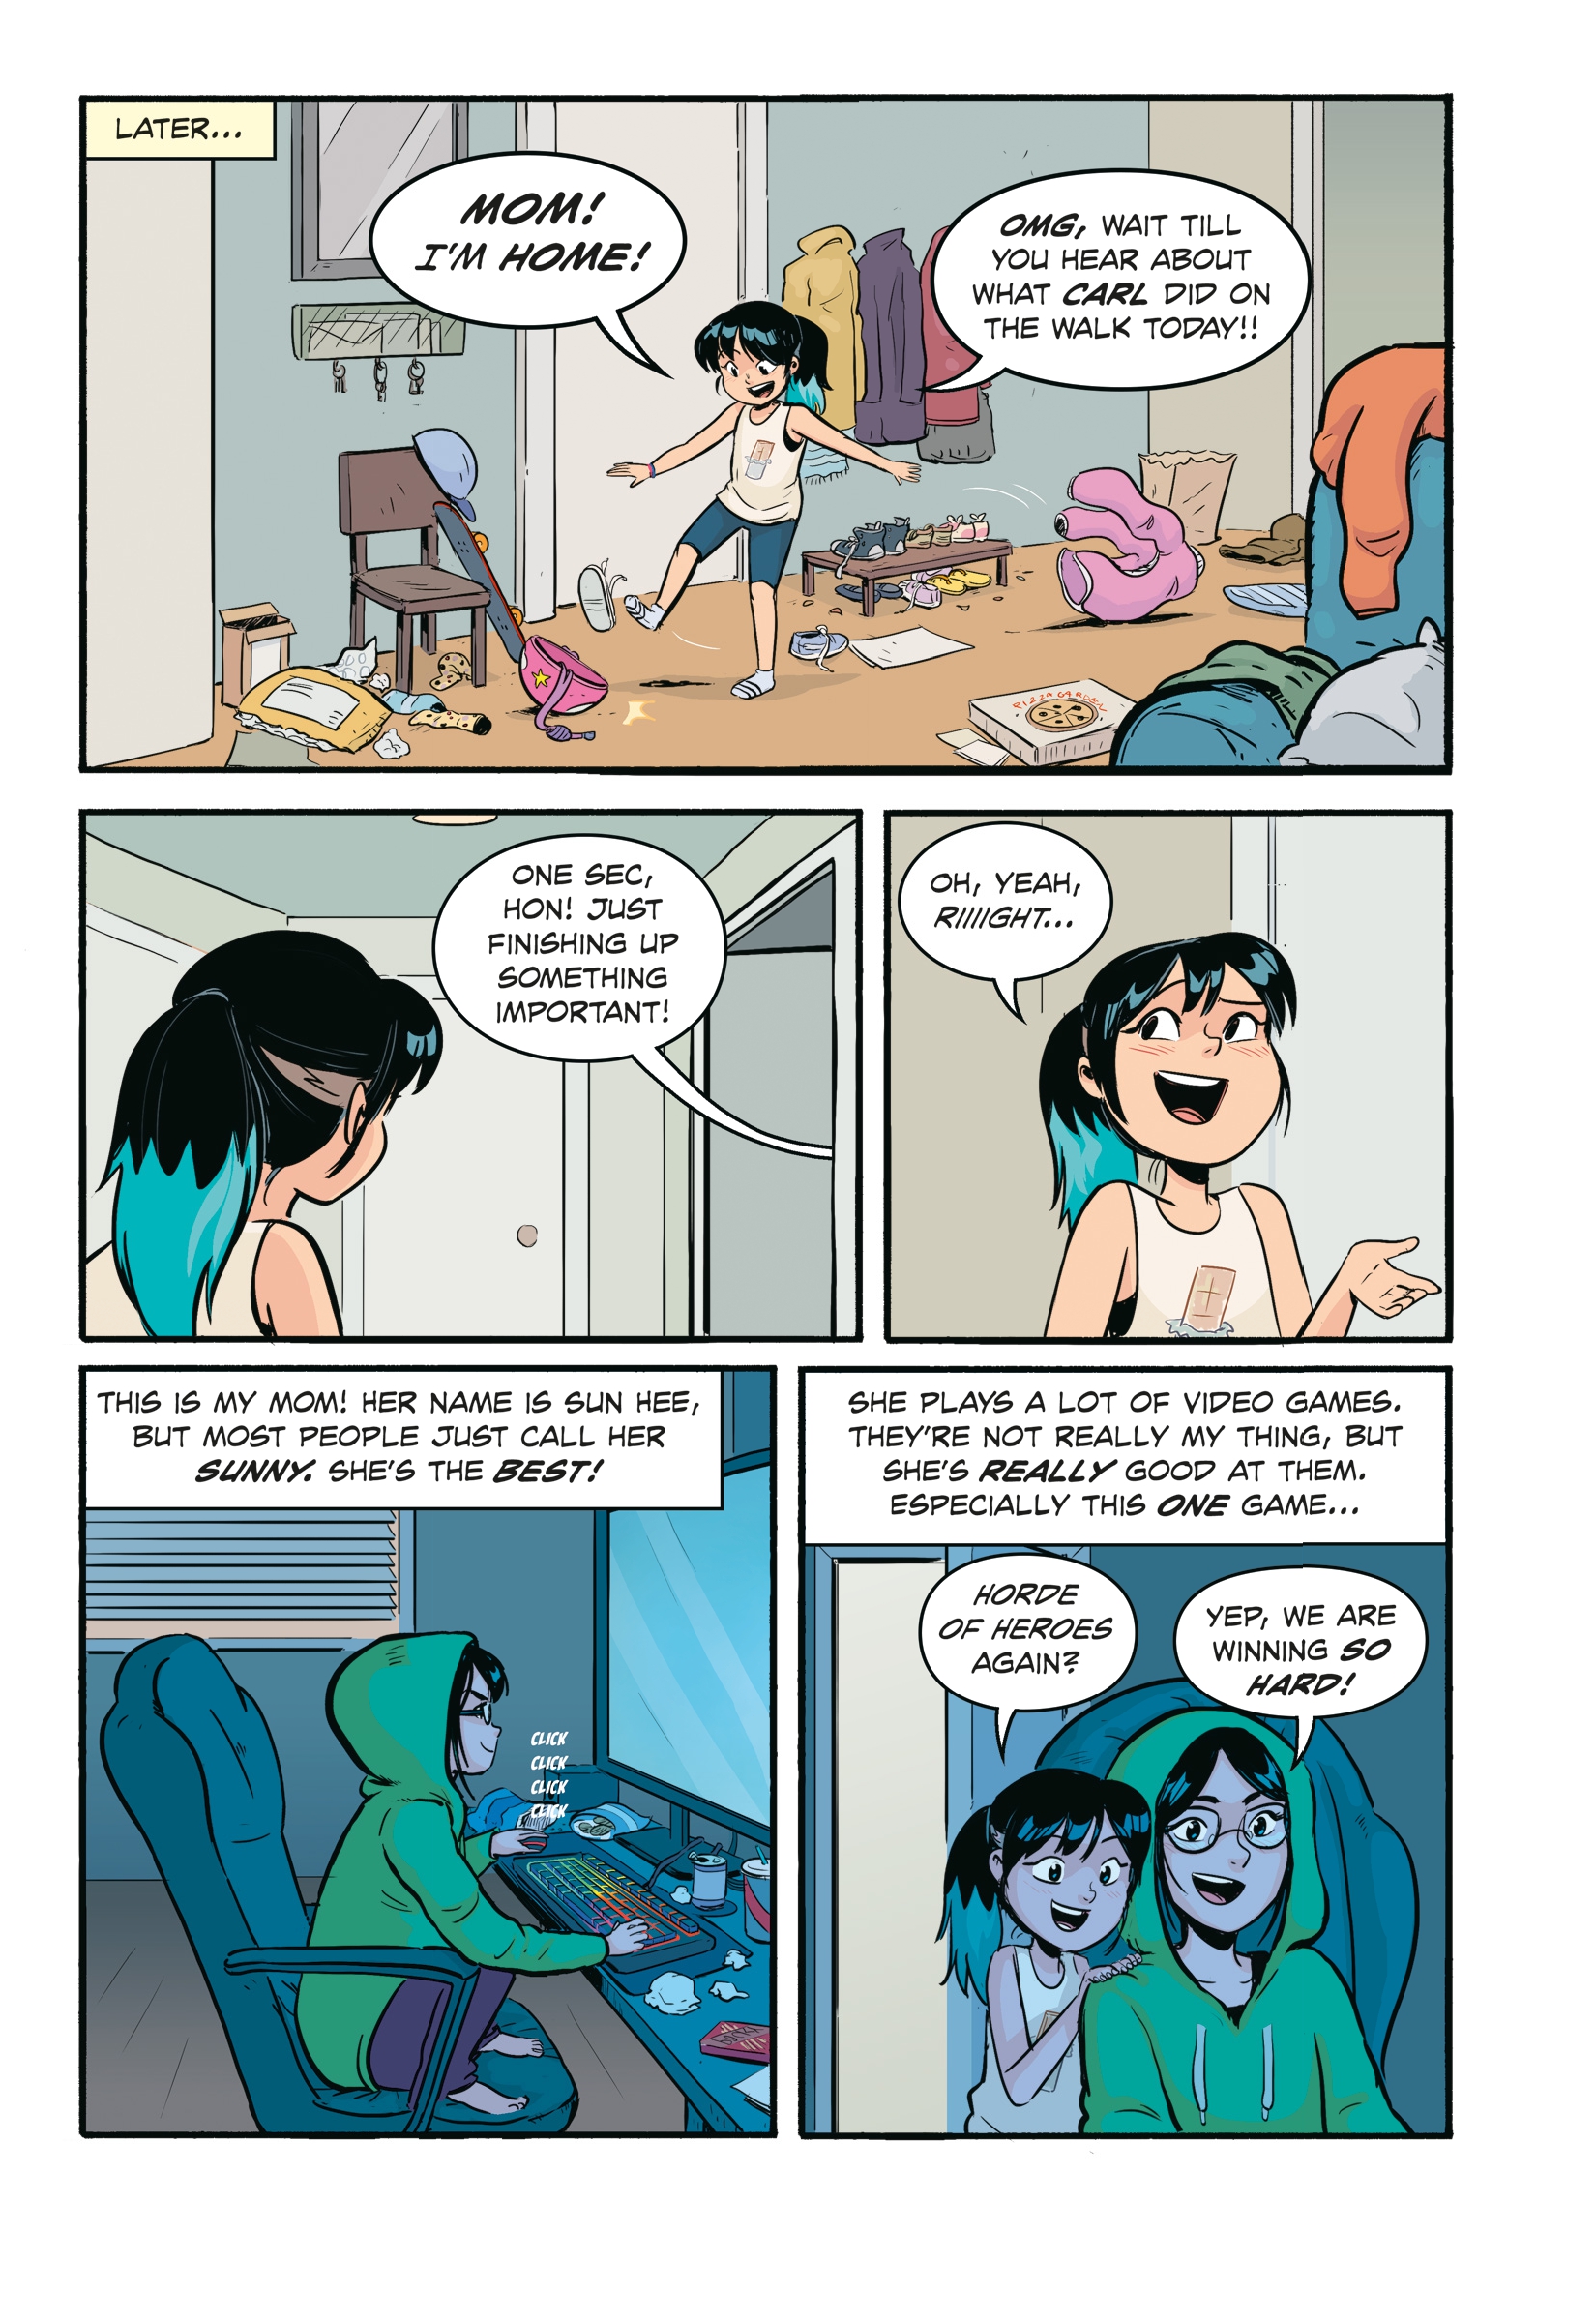 LATER...
MOM!
I'M HOME!
OMG, WAIT TILL
YOU HEAR ABOUT
WHAT CARL DID ON
THE WALK TODAY!!
PIZZA GARDEN
ONE SEC,
HON! JUST
FINISHING UP
SOMETHING
IMPORTANT!
OH, YEAH,
RIIIIGHT...
THIS IS MY MOM! HER NAME IS SUN HEE,
BUT MOST PEOPLE JUST CALL HER
SUNNY. SHE'S THE BEST!
CLICK
CLICK
CLICK
CLICK
SHE PLAYS A LOT OF VIDEO GAMES.
THEY'RE NOT REALLY MY THING, BUT
SHE'S REALLY GOOD AT THEM.
ESPECIALLY THIS ONE GAME...
HORDE
OF HEROES
AGAIN?
YEP, WE ARE
WINNING SO
HARD!